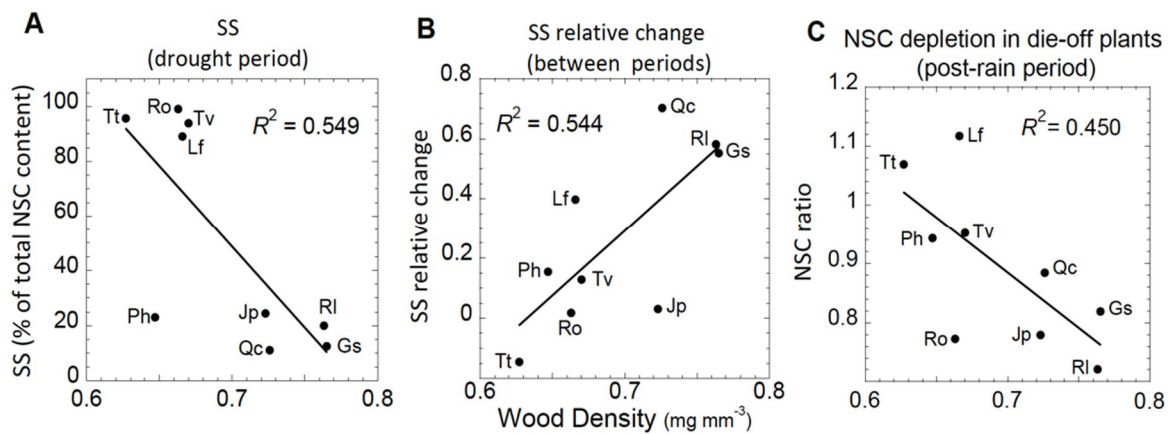 A
SS
(drought period)
SS (% of total NSC content)
100
80
60
40
20
0
0.6
0.7
0.8
Tt
Ro
Tv
Lf
R² = 0.549
Ph
Jp
Rl
Qc
Gs
B
SS relative change
(between periods)
SS relative change
0.8
0.6
0.4
0.2
0
0.6
0.7
0.8
R² = 0.544
Qc
Rl
Gs
Lf
Ph
Tv
Ro
Jp
Tt
Wood Density (mg mm⁻³)
C
NSC depletion in die-off plants
(post-rain period)
NSC ratio
1.2
1.1
1
0.9
0.8
0.6
0.7
0.8
R² = 0.450
Lf
Tt
Ph
Tv
Qc
Gs
Ro
Jp
Rl